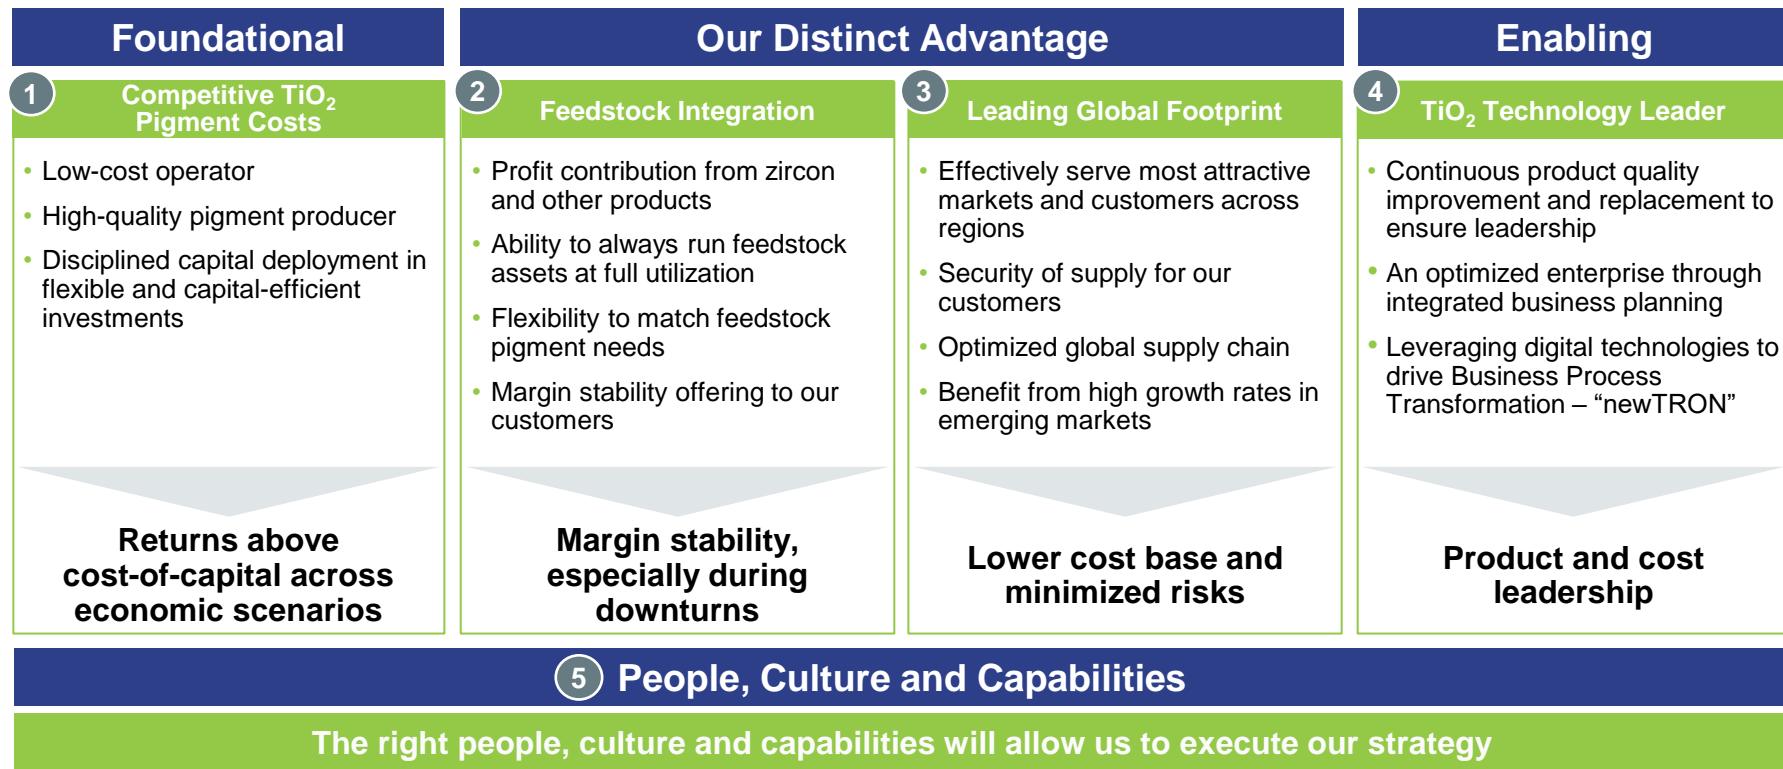 Foundational
Our Distinct Advantage
Enabling
1
Competitive TiO₂
Pigment Costs
• Low-cost operator
• High-quality pigment producer
• Disciplined capital deployment in
flexible and capital-efficient
investments
Returns above
cost-of-capital across
economic scenarios
2
Feedstock Integration
• Profit contribution from zircon
and other products
• Ability to always run feedstock
assets at full utilization
• Flexibility to match feedstock
pigment needs
• Margin stability offering to our
customers
Margin stability,
especially during
downturns
3
Leading Global Footprint
• Effectively serve most attractive
markets and customers across
regions
• Security of supply for our
customers
• Optimized global supply chain
• Benefit from high growth rates in
emerging markets
Lower cost base and
minimized risks
4
TiO₂ Technology Leader
• Continuous product quality
improvement and replacement to
ensure leadership
• An optimized enterprise through
integrated business planning
• Leveraging digital technologies to
drive Business Process
Transformation – “newTRON”
Product and cost
leadership
5 People, Culture and Capabilities
The right people, culture and capabilities will allow us to execute our strategy